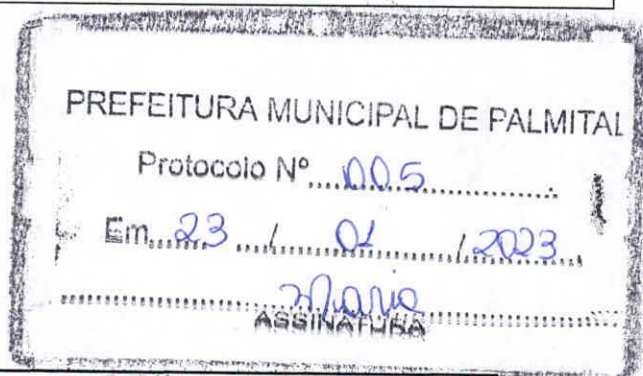 PREFEITURA MUNICIPAL DE PALMITAL
Protocolo Nº 005
Em 23 / 01 / 2023
Maria
ASSINATURA